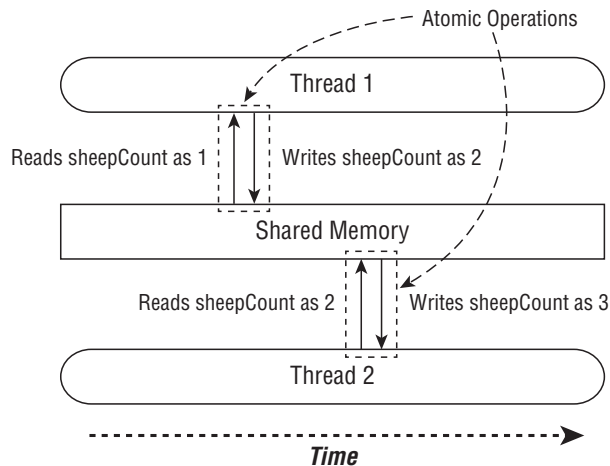 Atomic Operations
Thread 1
Reads sheepCount as 1
Writes sheepCount as 2
Shared Memory
Reads sheepCount as 2
Writes sheepCount as 3
Thread 2
Time